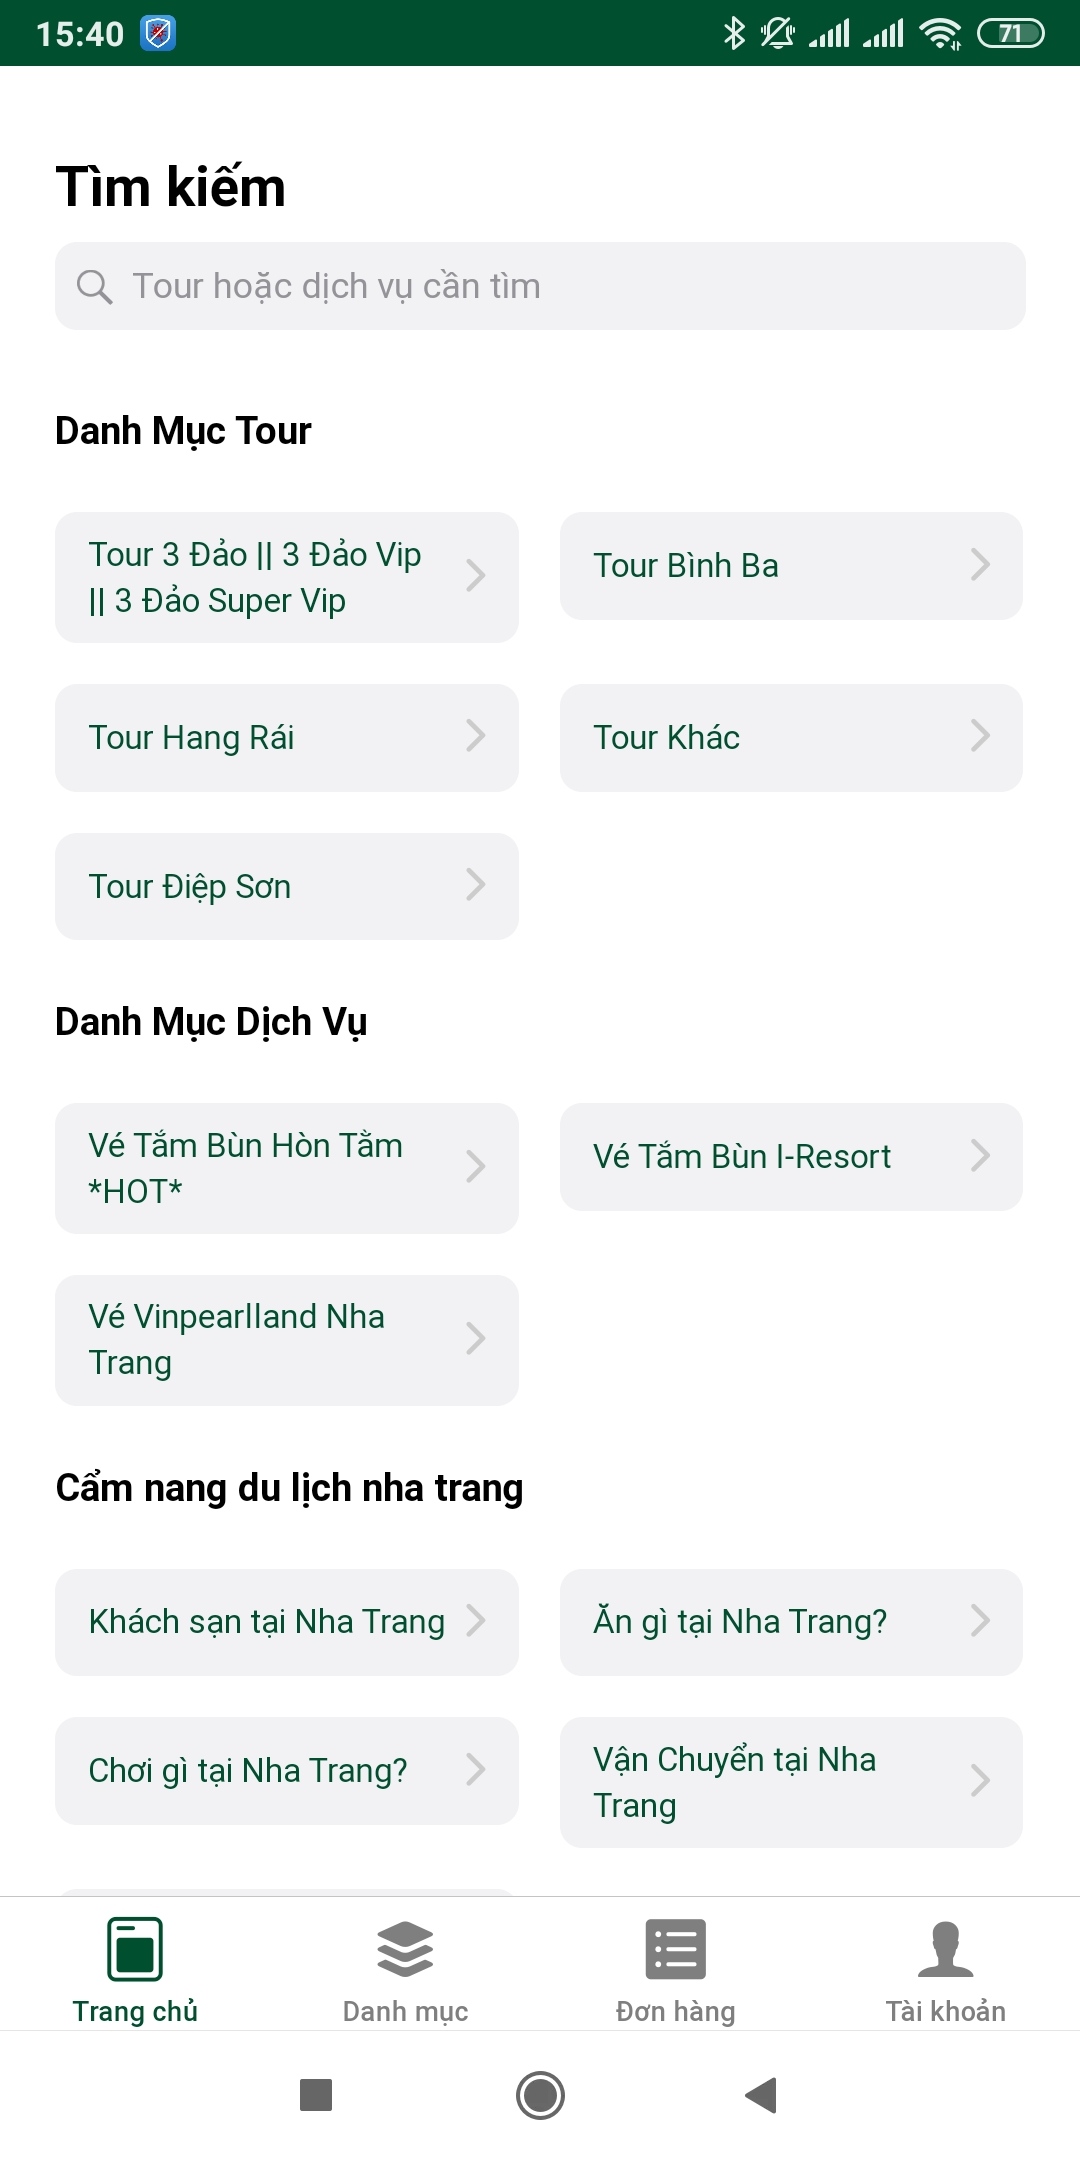 15:40
71
Tìm kiếm
Tour hoặc dịch vụ cần tìm
Danh Mục Tour
Tour 3 Đảo || 3 Đảo Vip
|| 3 Đảo Super Vip
Tour Bình Ba
Tour Hang Rái
Tour Khác
Tour Điệp Sơn
Danh Mục Dịch Vụ
Vé Tắm Bùn Hòn Tằm
*HOT*
Vé Tắm Bùn I-Resort
Vé Vinpearlland Nha
Trang
Cẩm nang du lịch nha trang
Khách sạn tại Nha Trang
Ăn gì tại Nha Trang?
Chơi gì tại Nha Trang?
Vận Chuyển tại Nha
Trang
Trang chủ
Danh mục
Đơn hàng
Tài khoản